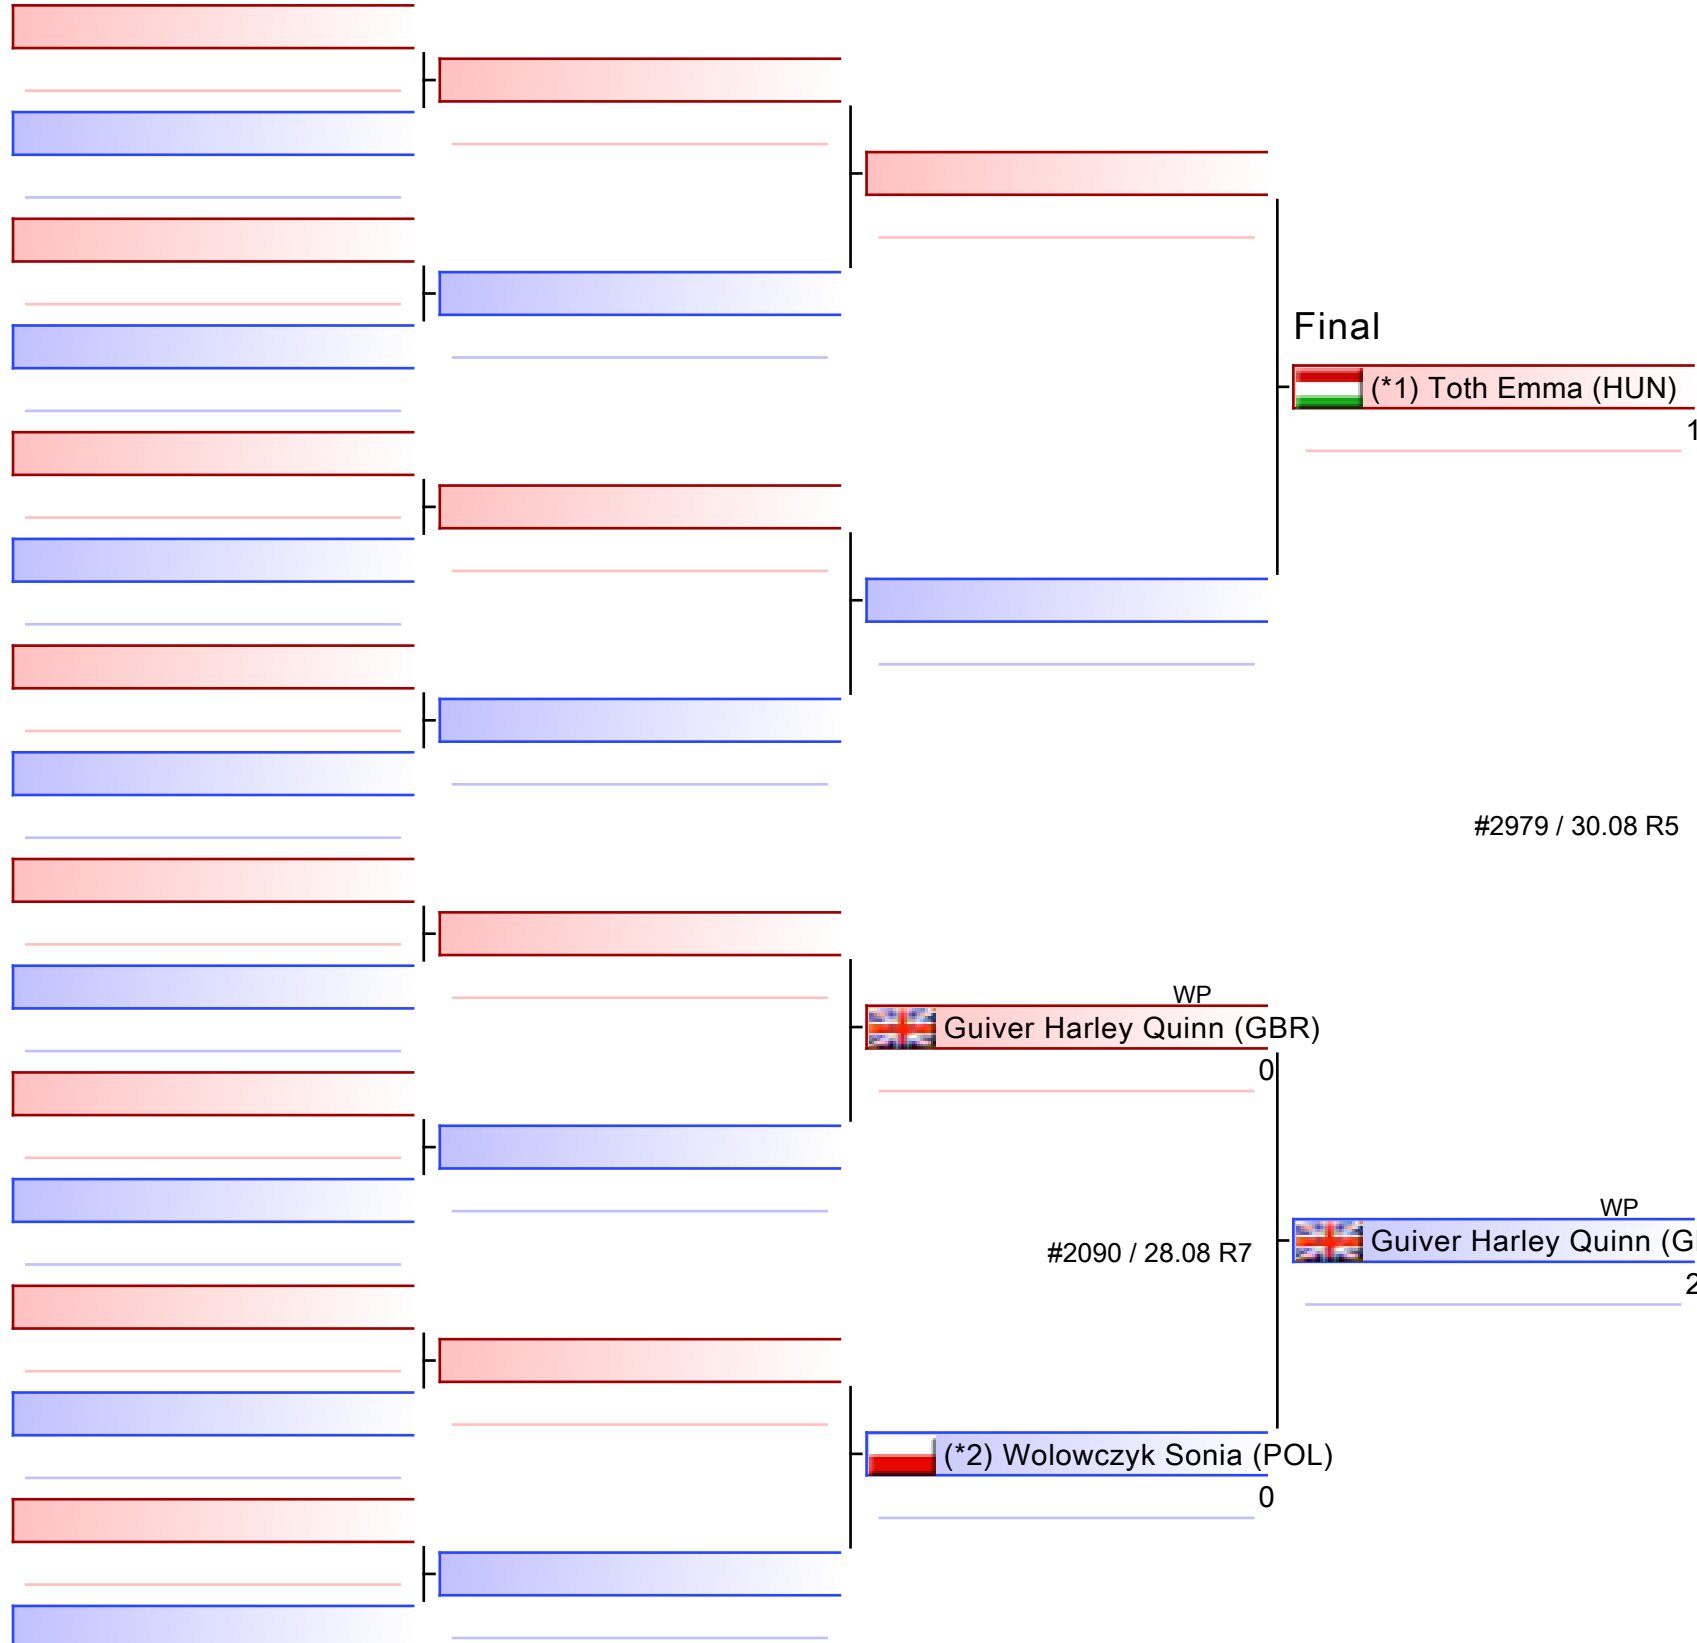 Final
(*1) Toth Emma (HUN)
1
#2979 / 30.08 R5
WP
Guiver Harley Quinn (GBR)
0
WP
#2090 / 28.08 R7
Guiver Harley Quinn
2
(*2) Wolowczyk Sonia (POL)
0